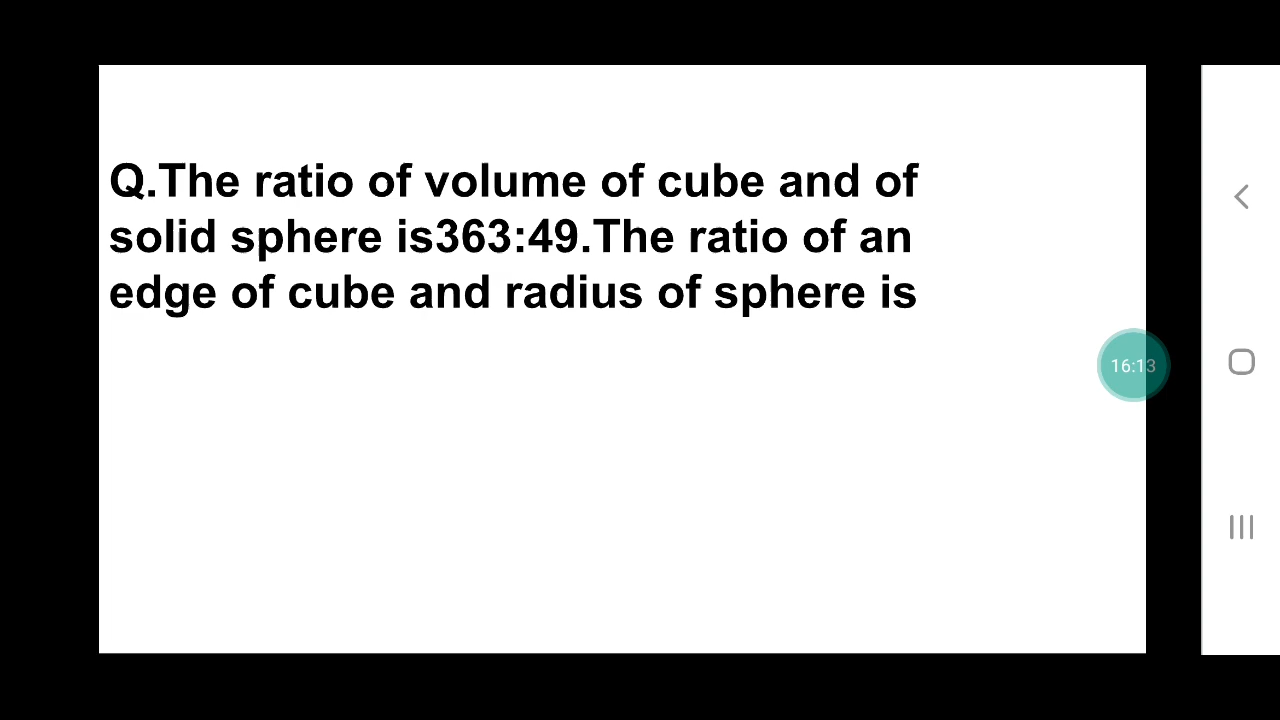 Q.The ratio of volume of cube and of
solid sphere is363:49.The ratio of an
edge of cube and radius of sphere is
16:13